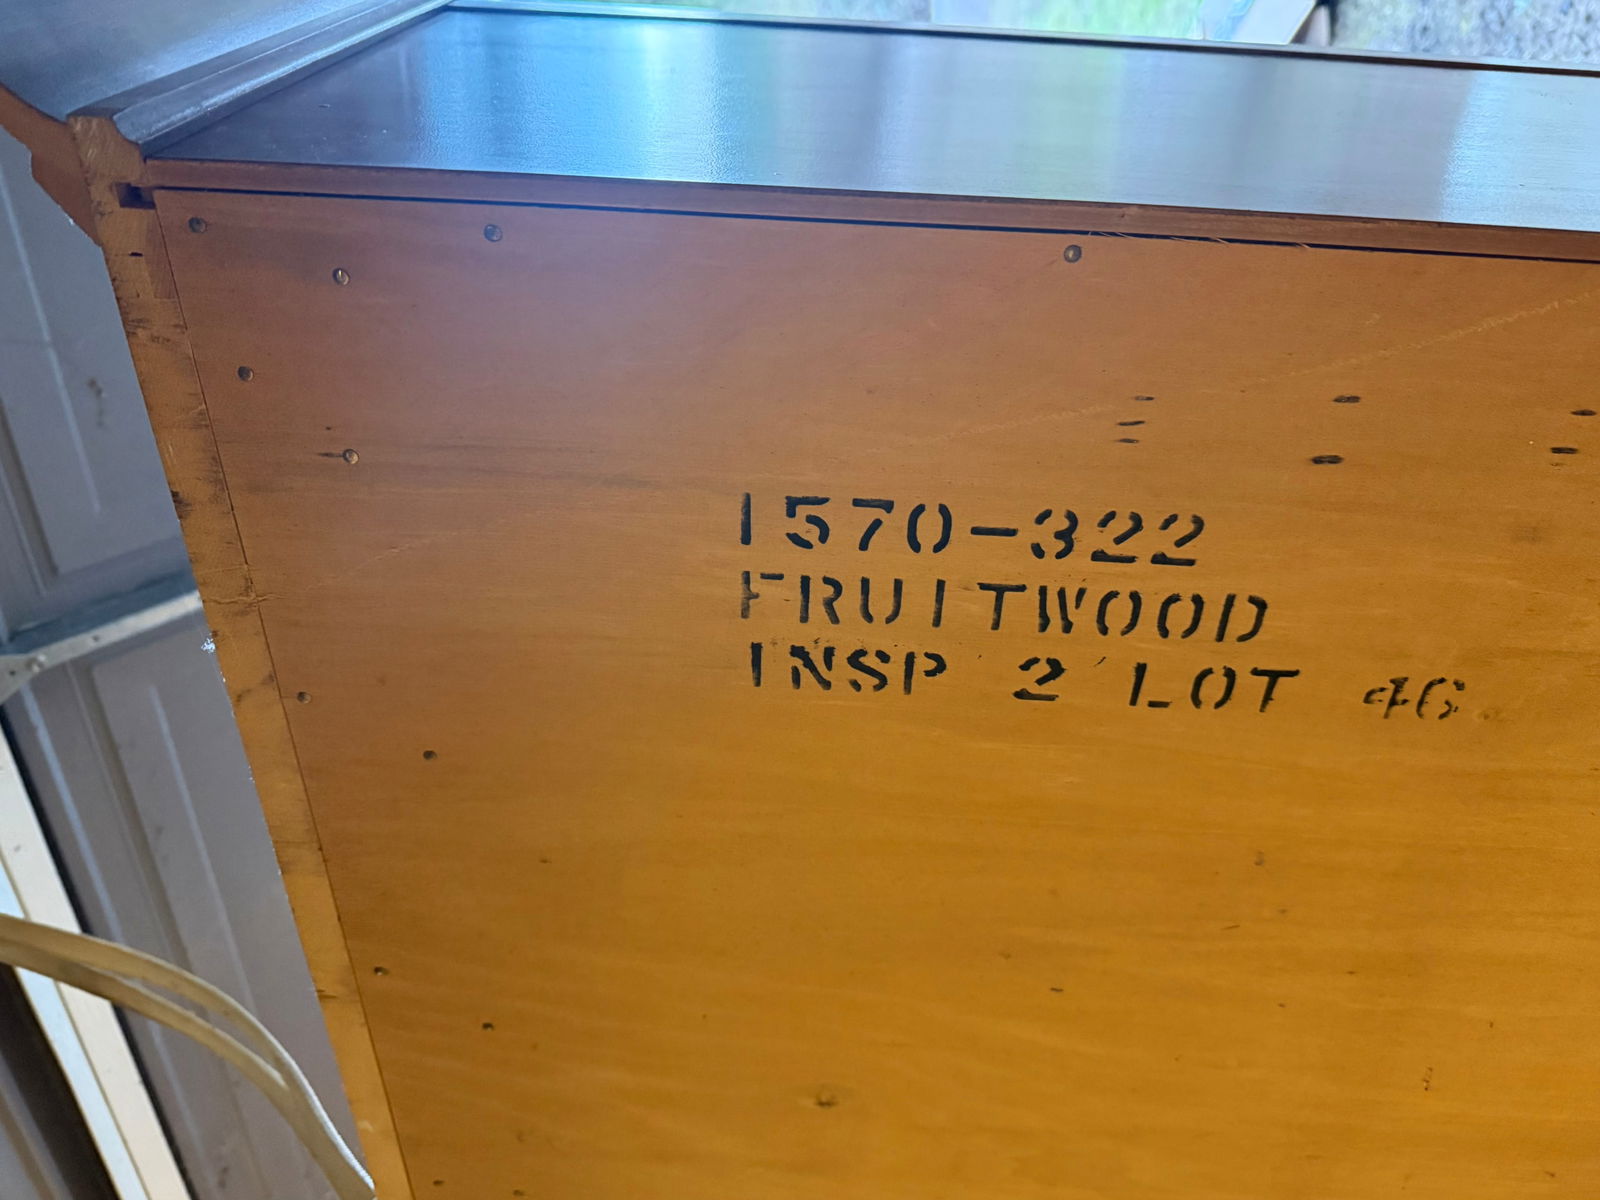 1570-322
FRUITWOOD
INSP 2 LOT 46